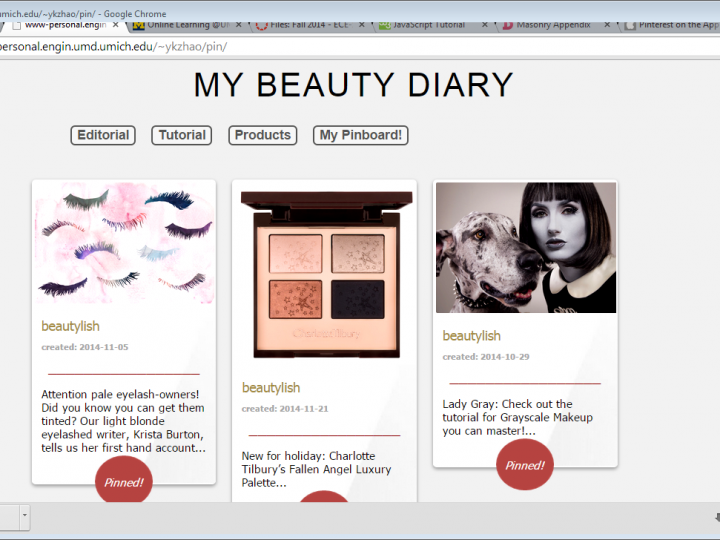 umich.edu/~ykzhao/pin/ - Google Chrome
www-personal.engin
Online Learning @U
Files: Fall 2014 - ECE
JavaScript Tutorial
Masonry Appendix
Pinterest on the App
personal.engin.umd.umich.edu/~ykzhao/pin/
MY BEAUTY DIARY
Editorial
Tutorial
Products
My Pinboard!
beautylish
created: 2014-11-05
Attention pale eyelash-owners!
Did you know you can get them
tinted? Our light blonde
eyelashed writer, Krista Burton,
tells us her first hand account...
Pinned!
Charlotte Tilbury
beautylish
created: 2014-11-21
New for holiday: Charlotte
Tilbury's Fallen Angel Luxury
Palette...
beautylish
created: 2014-10-29
Lady Gray: Check out the
tutorial for Grayscale Makeup
you can master!...
Pinned!